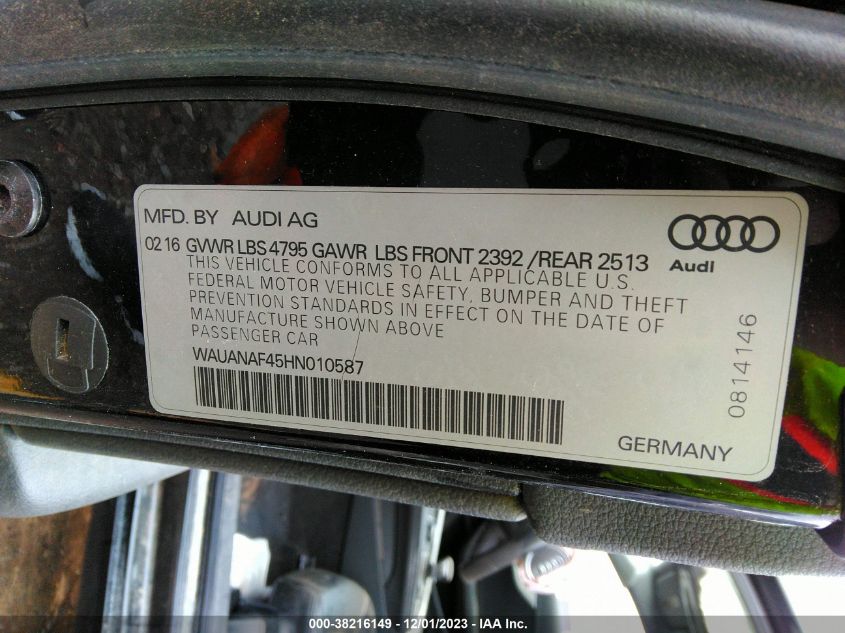 MFD. BY AUDI AG
Audi
02 16 GVWR LBS 4795 GAWR LBS FRONT 2392 /REAR 2513
THIS VEHICLE CONFORMS TO ALL APPLICABLE U.S.
FEDERAL MOTOR VEHICLE SAFETY, BUMPER AND THEFT
PREVENTION STANDARDS IN EFFECT ON THE DATE OF
MANUFACTURE SHOWN ABOVE
PASSENGER CAR
WAUANAF45HN010587
0814146
GERMANY
000-38216149 — 12/01/2023 - IAA Inc.